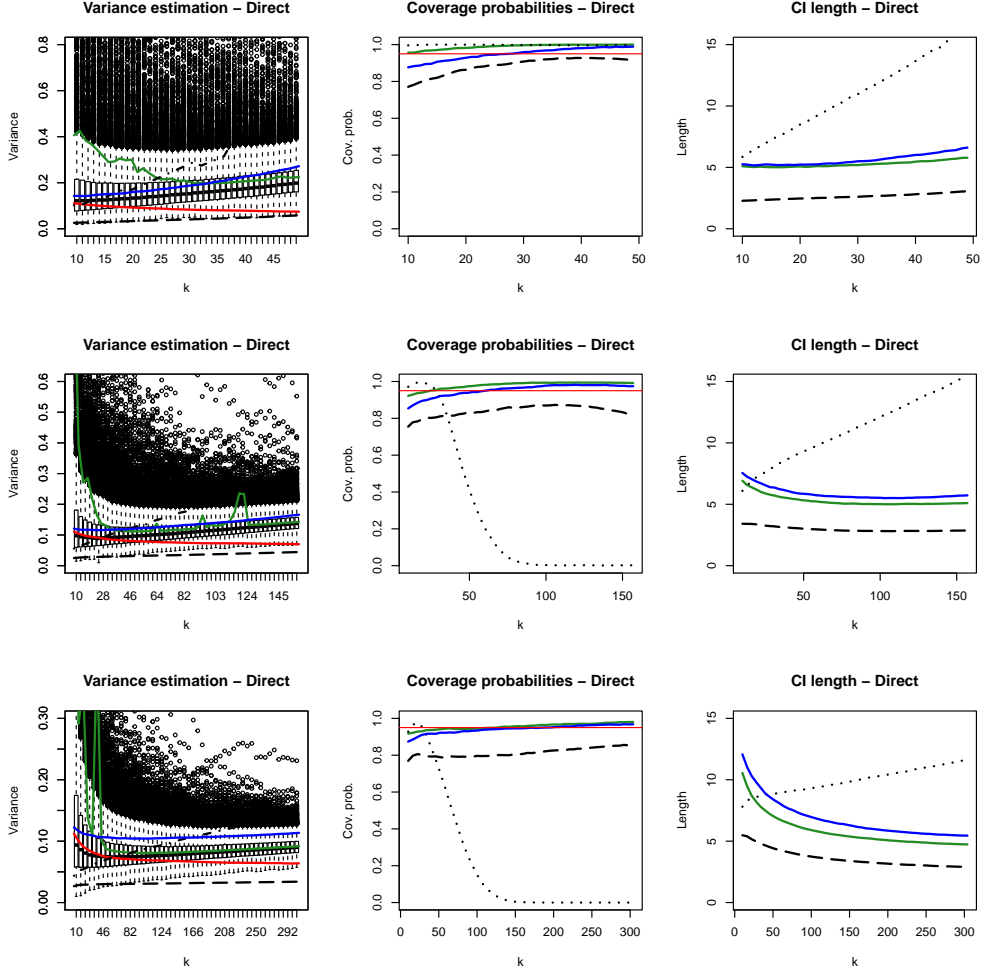 Variance estimation – Direct
Coverage probabilities – Direct
CI length – Direct
Variance
0.0 0.2 0.4 0.6 0.8
10 15 20 25 30 35 40 45
k
Cov. prob.
0.0 0.2 0.4 0.6 0.8 1.0
10 20 30 40 50
k
Length
0 5 10 15
10 20 30 40 50
k
Variance estimation – Direct
Coverage probabilities – Direct
CI length – Direct
Variance
0.0 0.1 0.2 0.3 0.4 0.5 0.6
10 28 46 64 82 103 124 145
k
Cov. prob.
0.0 0.2 0.4 0.6 0.8 1.0
50 100 150
k
Length
0 5 10 15
50 100 150
k
Variance estimation – Direct
Coverage probabilities – Direct
CI length – Direct
Variance
0.00 0.10 0.20 0.30
10 46 82 124 166 208 250 292
k
Cov. prob.
0.0 0.2 0.4 0.6 0.8 1.0
0 50 100 150 200 250 300
k
Length
0 5 10 15
0 50 100 150 200 250 300
k